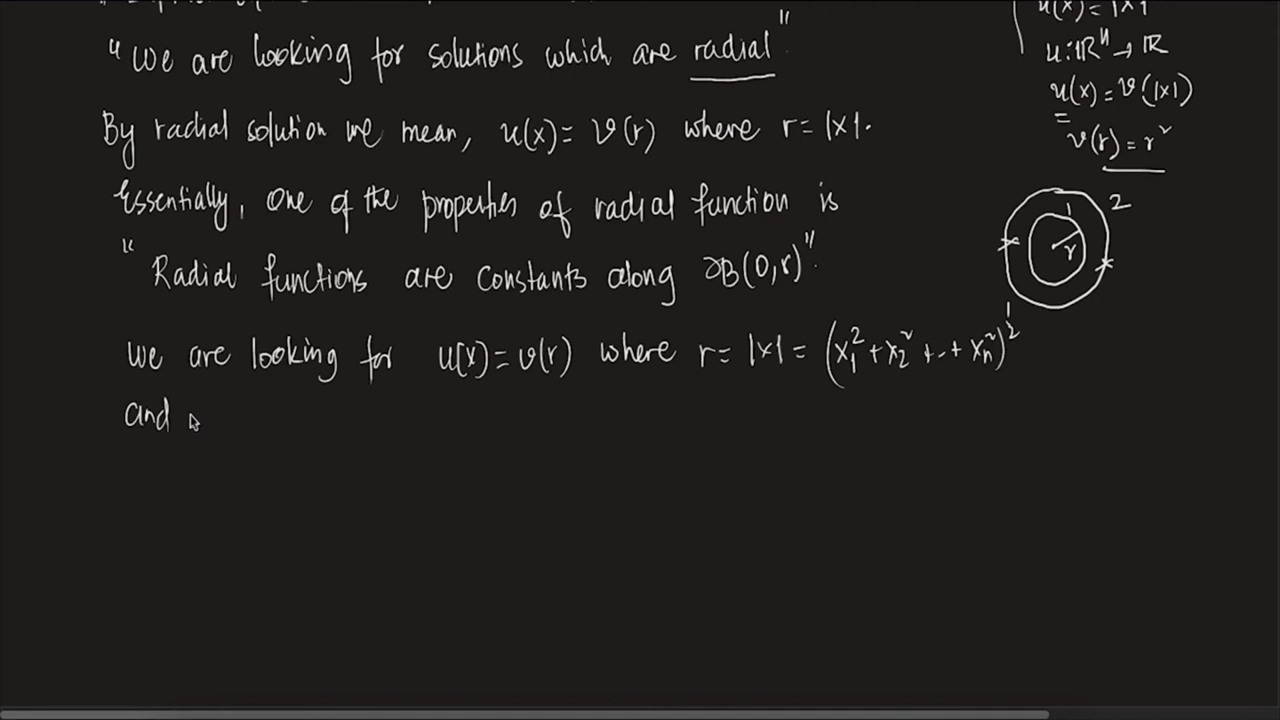 "We are looking for solutions which are radial".
By radial solution we mean, u(x) = v(r) where r = |x|.
Essentially, one of the properties of radial function is
"Radial functions are constants along ∂B(0,r)".
we are looking for u(x) = v(r) where r = |x| = (x₁² + x₂² + .. + xₙ²)^½
and
u(x) = |x|
u: ℝⁿ → ℝ
u(x) = v(|x|)
=
v(r) = r²
1 2
r